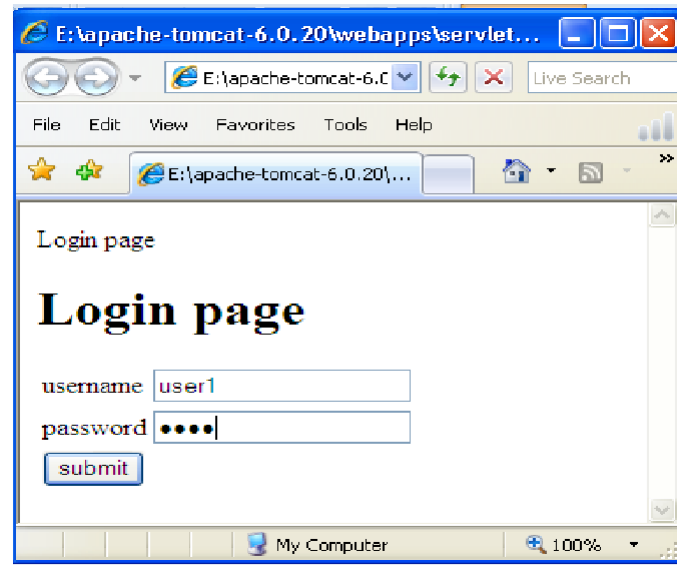 E:\apache-tomcat-6.0.20\webapps\servlet...
E:\apache-tomcat-6.0 Live Search
File Edit View Favorites Tools Help
E:\apache-tomcat-6.0.20\... »
Login page
Login page
username user1
password ••••
submit
My Computer 100%